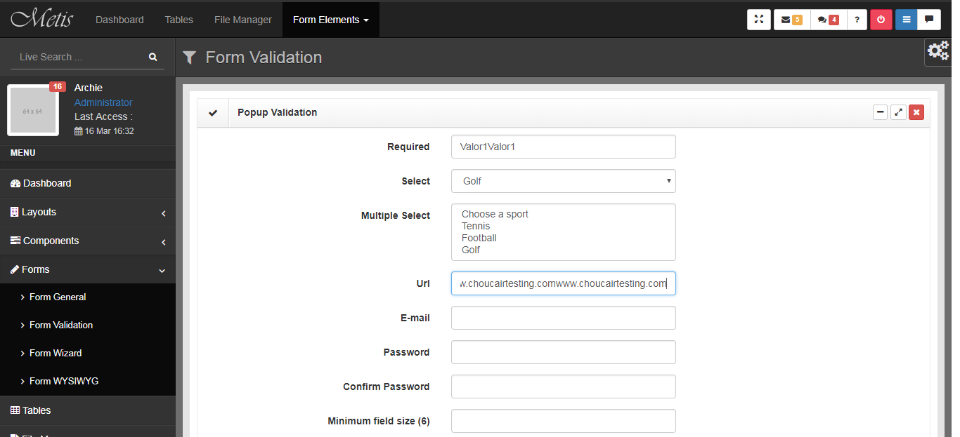 Metis Dashboard Tables File Manager Form Elements 5 4 ?
Live Search ...
Form Validation
16
Archie
Administrator
Last Access :
16 Mar 16:32
64 x 64
MENU
Dashboard
Layouts
Components
Forms
Form General
Form Validation
Form Wizard
Form WYSIWYG
Tables
Popup Validation
Required Valor1Valor1
Select Golf
Multiple Select
Choose a sport
Tennis
Football
Golf
Url w.choucairtesting.comwww.choucairtesting.com
E-mail
Password
Confirm Password
Minimum field size (6)